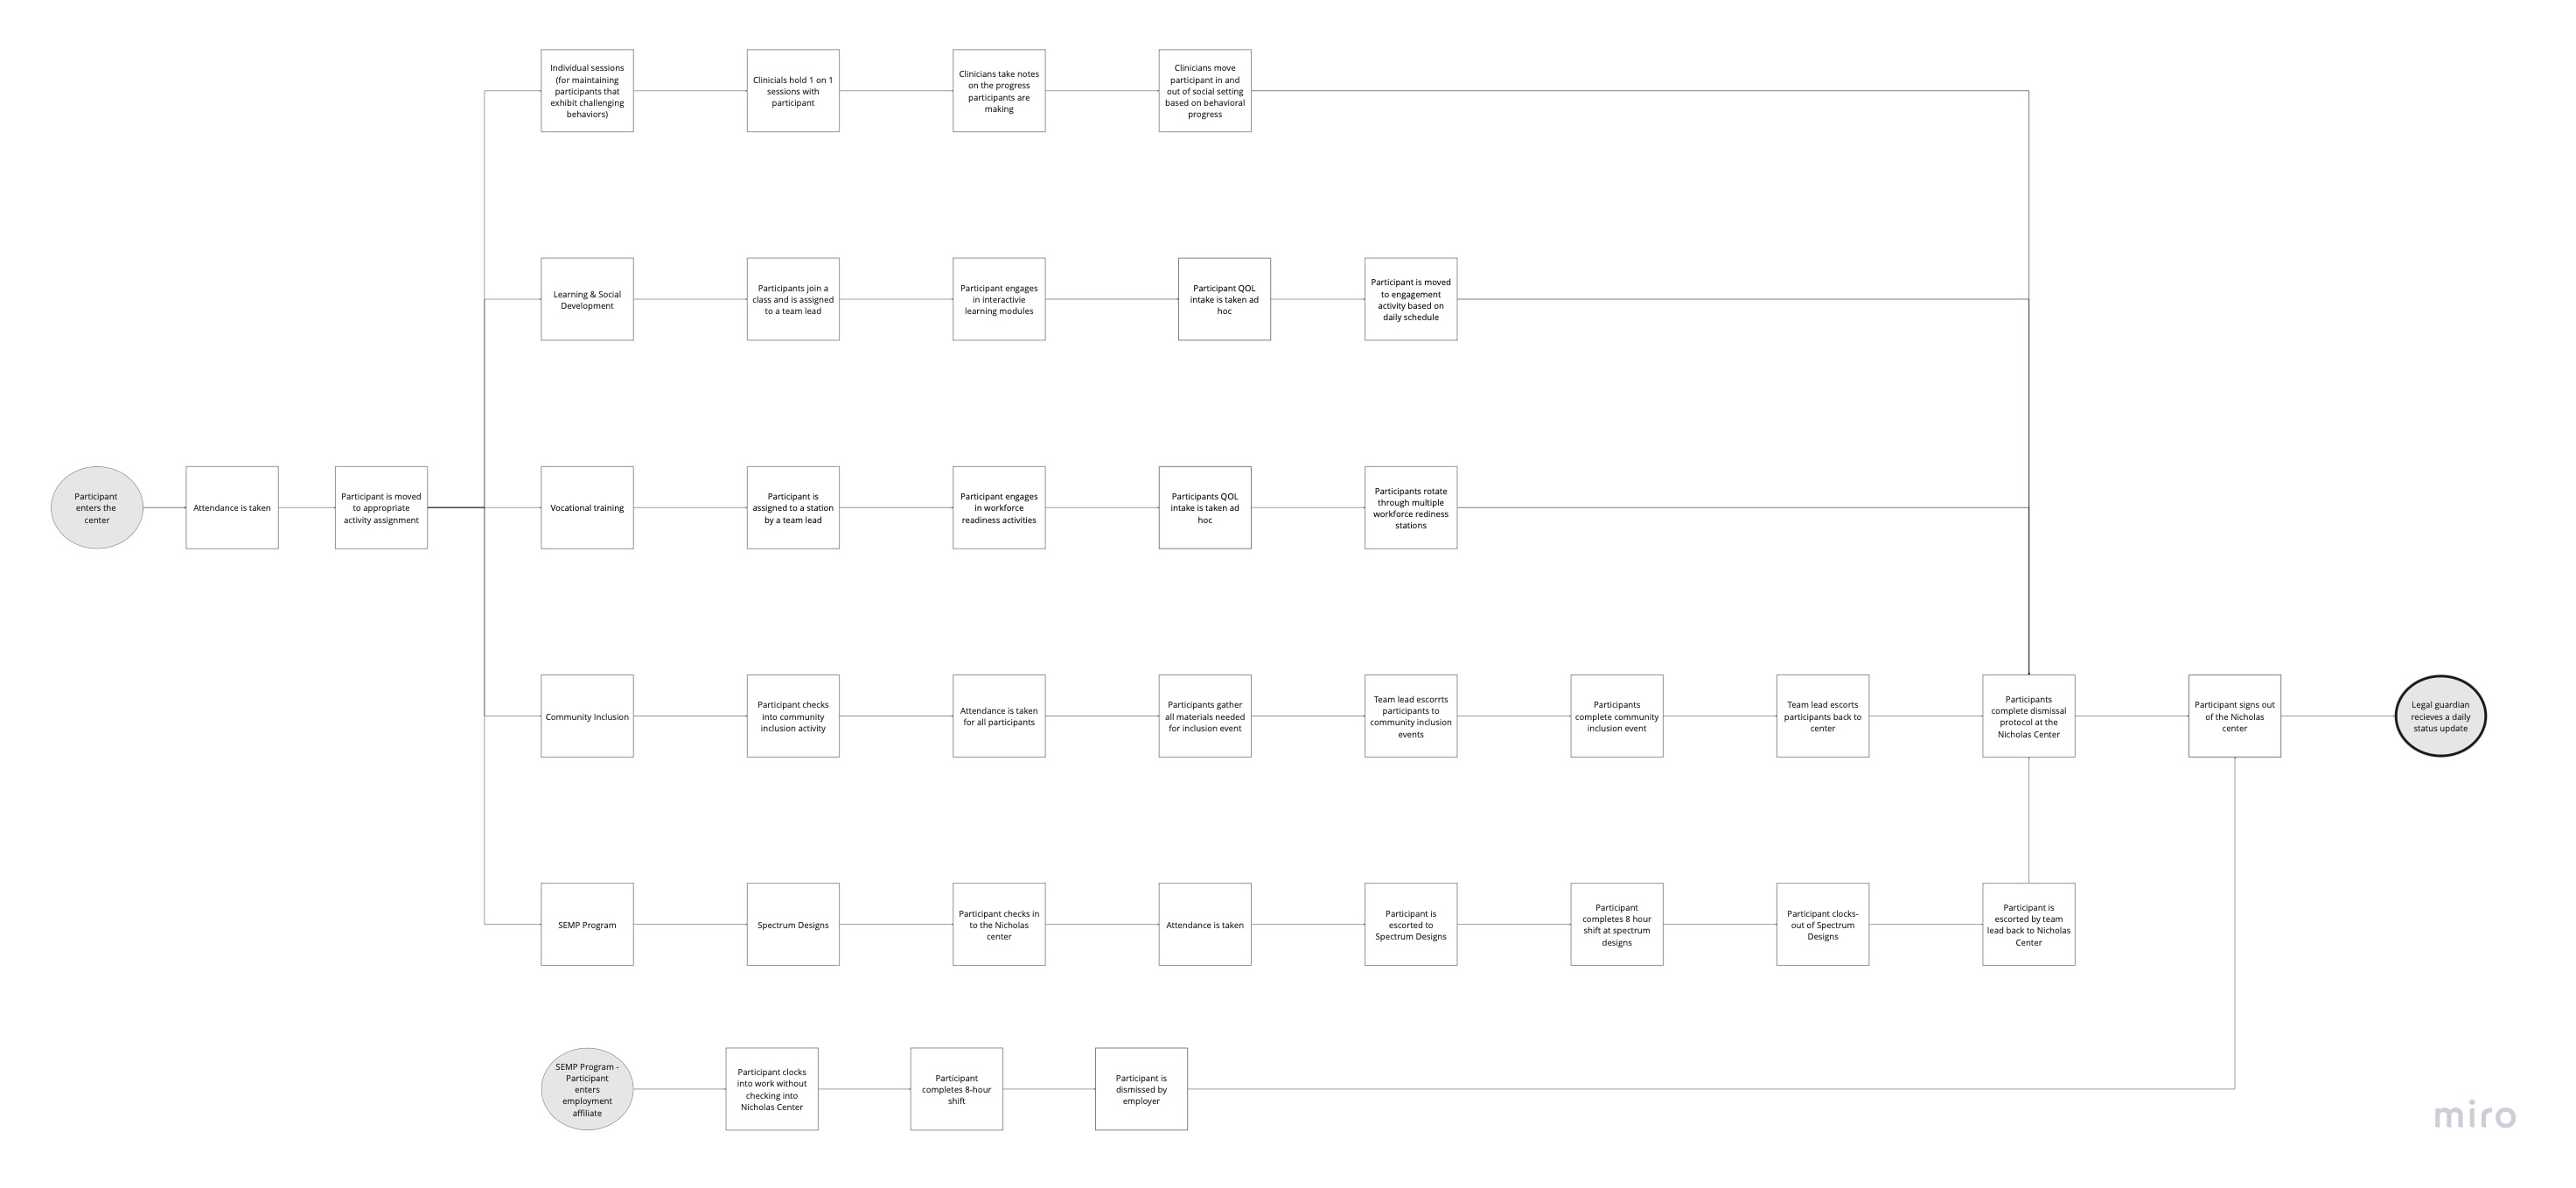 Individual sessions
(for maintaining
participants that
exhibit challenging
behaviors)
Clinicials hold 1 on 1
sessions with
participant
Clinicians take notes
on the progress
participants are
making
Clinicians move
participant in and
out of social setting
based on behavioral
progress
Learning & Social
Development
Participants join a
class and is assigned
to a team lead
Participant engages
in interactivie
learning modules
Participant QOL
intake is taken ad
hoc
Participant is moved
to engagement
activity based on
daily schedule
Participant
enters the
center
Attendance is taken
Participant is moved
to appropriate
activity assignment
Vocational training
Participant is
assigned to a station
by a team lead
Participant engages
in workforce
readiness activities
Participants QOL
intake is taken ad
hoc
Participants rotate
through multiple
workforce rediness
stations
Community Inclusion
Participant checks
into community
inclusion activity
Attendance is taken
for all participants
Participants gather
all materials needed
for inclusion event
Team lead escorrts
participants to
community inclusion
events
Participants
complete community
inclusion event
Team lead escorts
participants back to
center
Participants
complete dismissal
protocol at the
Nicholas Center
Participant signs out
of the Nicholas
center
Legal guardian
recieves a daily
status update
SEMP Program
Spectrum Designs
Participant checks in
to the Nicholas
center
Attendance is taken
Participant is
escorted to
Spectrum Designs
Participant
completes 8 hour
shift at spectrum
designs
Participant clocks-
out of Spectrum
Designs
Participant is
escorted by team
lead back to Nicholas
Center
SEMP Program -
Participant
enters
employment
affiliate
Participant clocks
into work without
checking into
Nicholas Center
Participant
completes 8-hour
shift
Participant is
dismissed by
employer
miro